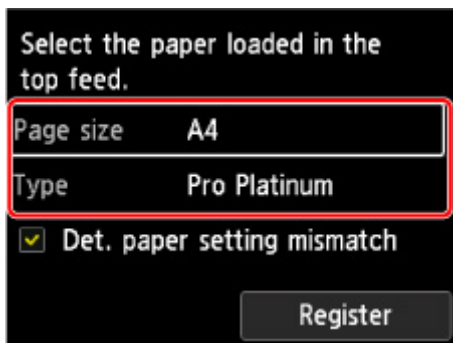 Select the paper loaded in the
top feed.
Page size A4
Type Pro Platinum
Det. paper setting mismatch
Register